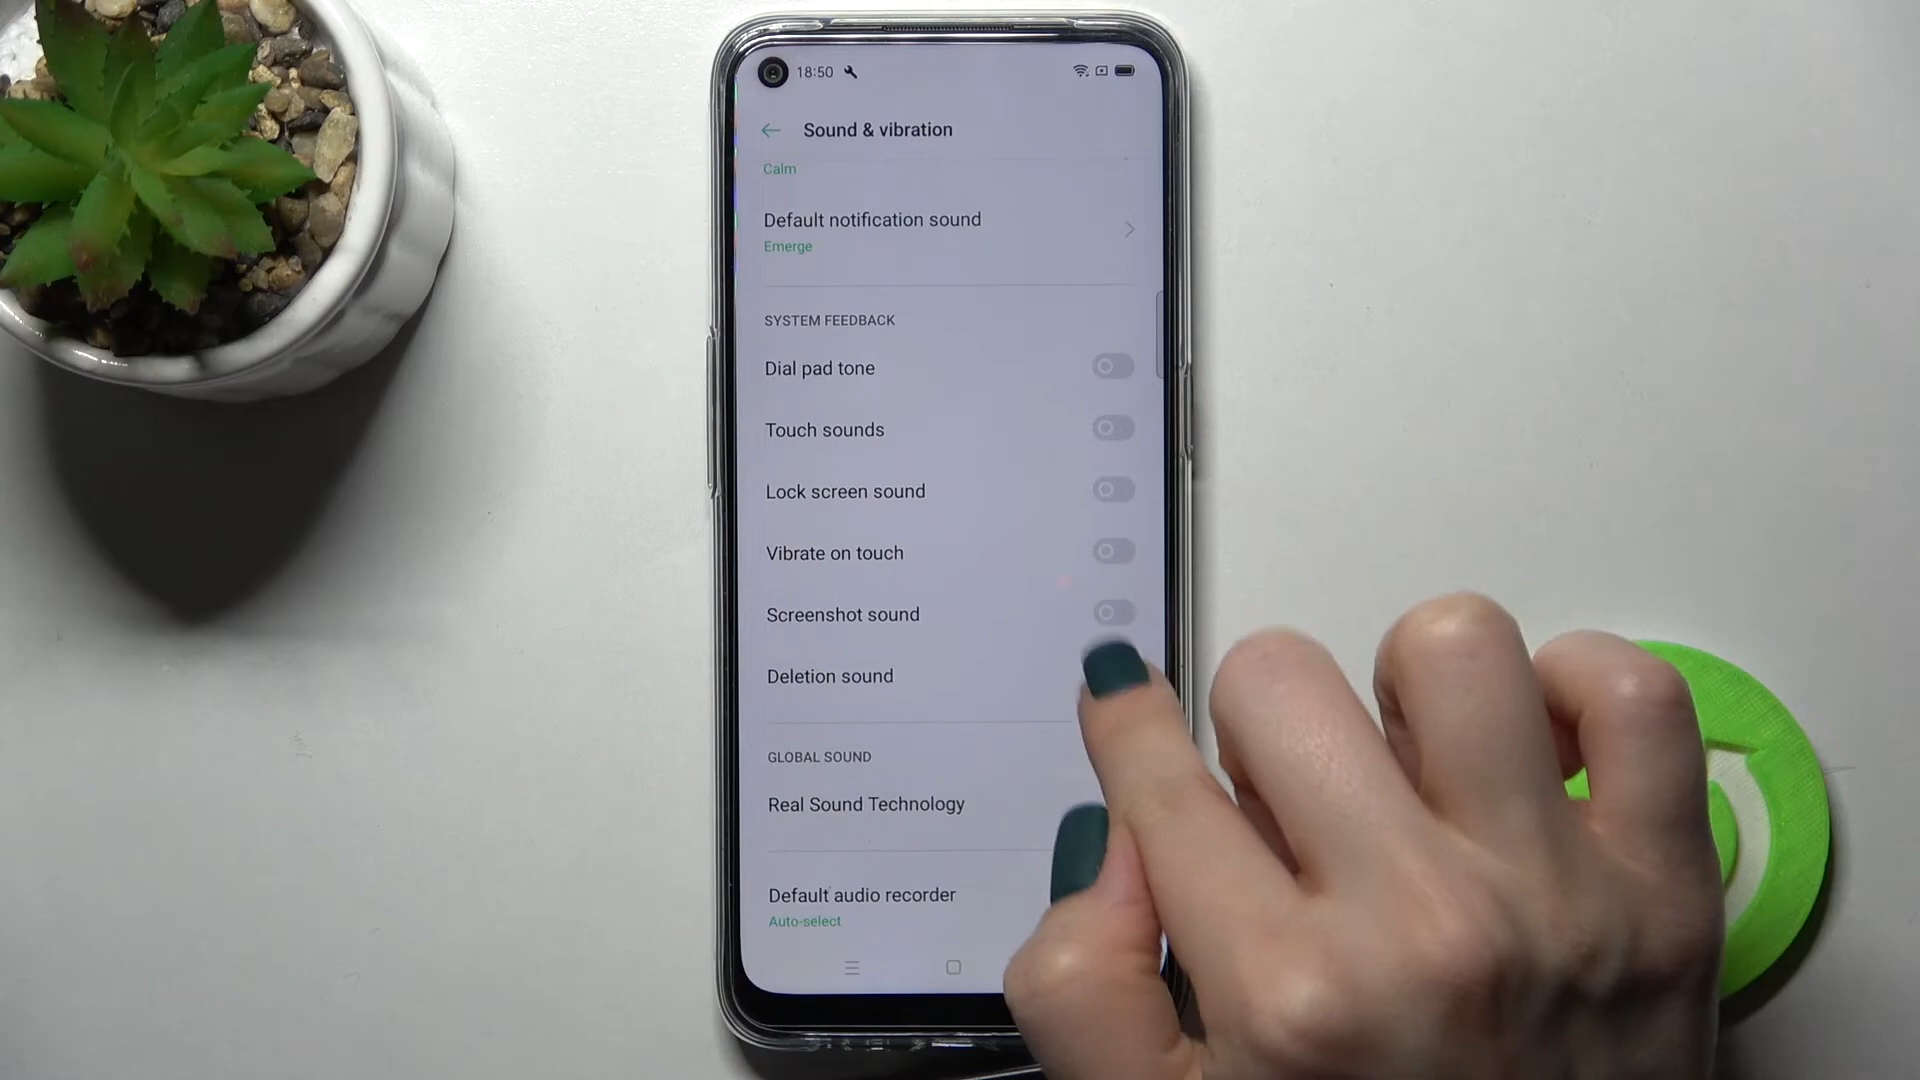 18:50
Sound & vibration
Calm
Default notification sound
Emerge
SYSTEM FEEDBACK
Dial pad tone
Touch sounds
Lock screen sound
Vibrate on touch
Screenshot sound
Deletion sound
GLOBAL SOUND
Real Sound Technology
Default audio recorder
Auto-select